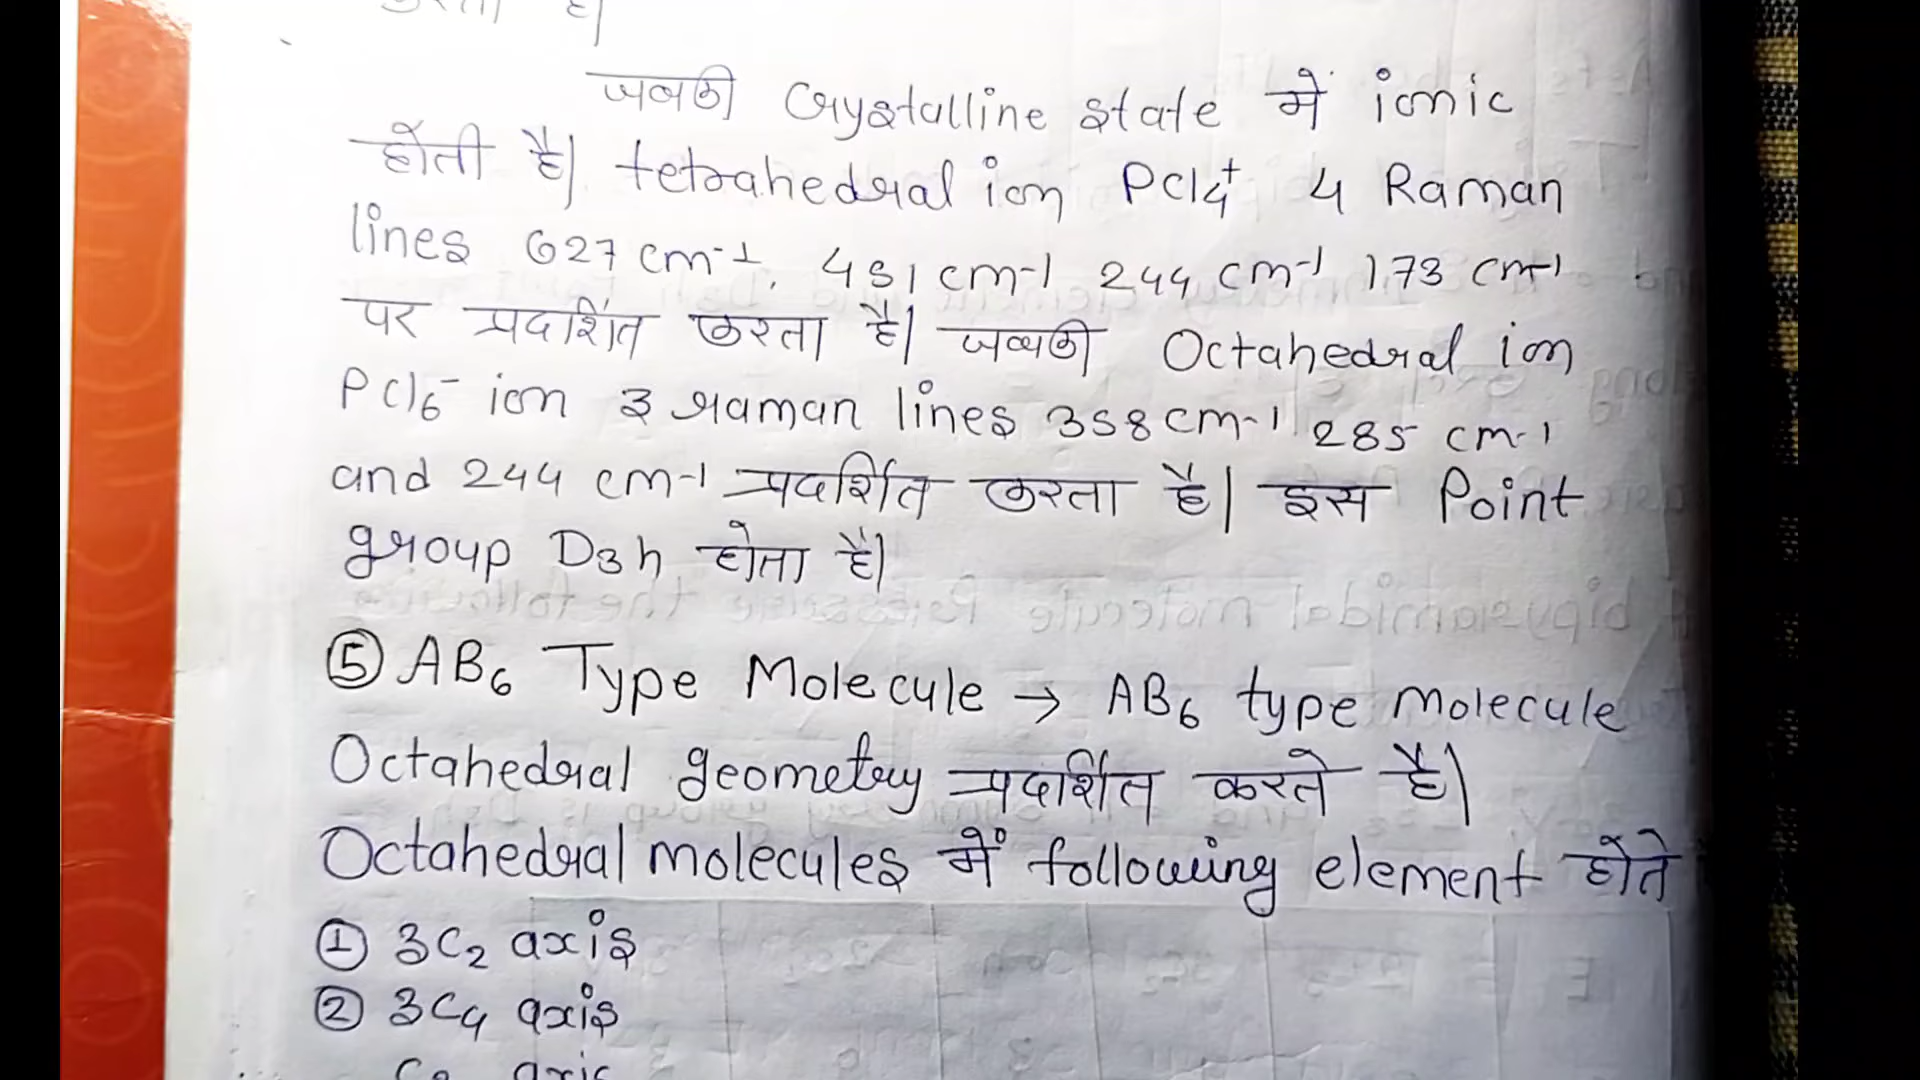 है।
जबकी Crystalline state में ionic
होती है। tetrahedral ion PCl4+ 4 Raman
lines 627 cm-1, 451 cm-1 244 cm-1 173 cm-1
पर प्रदर्शित करता है। जबकी Octahedral ion
PCl6- ion 3 raman lines 358 cm-1 285 cm-1
and 244 cm-1 प्रदर्शित करता है। इस Point
group D3h होता है।
⑤ AB6 Type Molecule → AB6 type Molecule
Octahedral geometry प्रदर्शित करते है।
Octahedral molecules में following element होते
① 3C2 axis
② 3C4 axis
axis